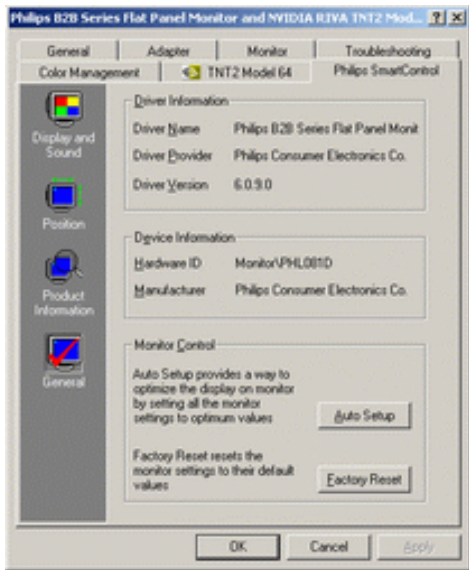 Philips B2B Series Flat Panel Monitor and NVIDIA RIVA TNT2 Mod...
General
Adapter
Monitor
Troubleshooting
Color Management
TNT2 Model 64
Philips SmartControl
Display and
Sound
Position
Product
Information
General
Driver Information
Driver Name Philips B2B Series Flat Panel Monit
Driver Provider Philips Consumer Electronics Co.
Driver Version 6.0.9.0
Device Information
Hardware ID Monitor\PHL081D
Manufacturer Philips Consumer Electronics Co.
Monitor Control
Auto Setup provides a way to
optimize the display on monitor
by setting all the monitor
settings to optimum values
Auto Setup
Factory Reset resets the
monitor settings to their default
values
Factory Reset
OK
Cancel
Apply